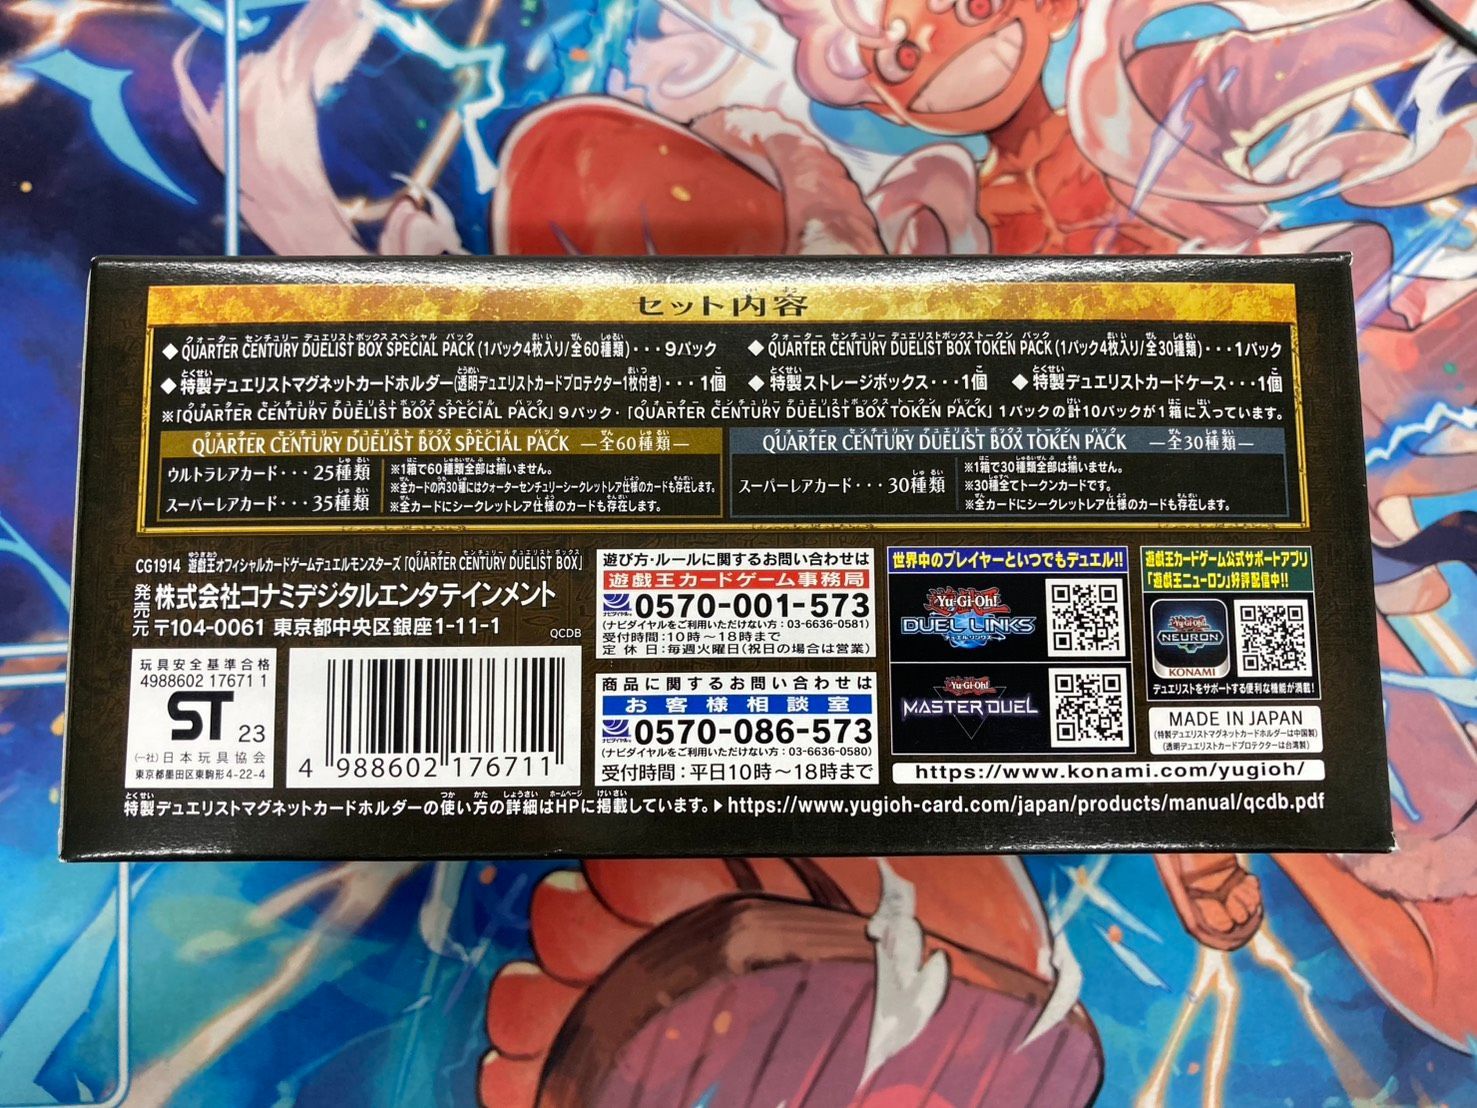 セット内容
◆QUARTER CENTURY DUELIST BOX SPECIAL PACK(1パック4枚入り/全60種類)・・・9パック
◆QUARTER CENTURY DUELIST BOX TOKEN PACK(1パック4枚入り/全30種類)・・・1パック
◆特製デュエリストマグネットカードホルダー(透明デュエリストカードプロテクター1枚付き)・・・1個
◆特製ストレージボックス・・・1個
◆特製デュエリストカードケース・・・1個
※「QUARTER CENTURY DUELIST BOX SPECIAL PACK」9パック・「QUARTER CENTURY DUELIST BOX TOKEN PACK」1パックの計10パックが1箱に入っています。
QUARTER CENTURY DUELIST BOX SPECIAL PACK ―全60種類―
ウルトラレアカード・・・25種類
スーパーレアカード・・・35種類
※1箱で60種類全部は揃いません。
※全カードの内30種にはクォーターセンチュリーシークレットレア仕様のカードも存在します。
※全カードにシークレットレア仕様のカードも存在します。
QUARTER CENTURY DUELIST BOX TOKEN PACK ―全30種類―
スーパーレアカード・・・30種類
※1箱で30種類全部は揃いません。
※30種全てトークンカードです。
※全カードにシークレットレア仕様のカードも存在します。
CG1914 遊戯王オフィシャルカードゲームデュエルモンスターズ「QUARTER CENTURY DUELIST BOX」
発売元 株式会社コナミデジタルエンタテインメント
〒104-0061 東京都中央区銀座1-11-1
QCDB
玩具安全基準合格
4988602 17671 1
ST 23
(一社)日本玩具協会
東京都墨田区東駒形4-22-4
4 988602 176711
遊び方・ルールに関するお問い合わせは
遊戯王カードゲーム事務局
ナビダイヤル 0570-001-573
(ナビダイヤルをご利用いただけない方:03-6636-0581)
受付時間:10時～18時まで
定休日:毎週火曜日(祝日の場合は営業)
商品に関するお問い合わせは
お客様相談室
ナビダイヤル 0570-086-573
(ナビダイヤルをご利用いただけない方:03-6636-0580)
受付時間:平日10時～18時まで
世界中のプレイヤーといつでもデュエル!!
Yu-Gi-Oh!
DUEL LINKS
デュエルリンクス
Yu-Gi-Oh!
MASTER DUEL
遊戯王カードゲーム公式サポートアプリ
「遊戯王ニューロン」好評配信中!!
Yu-Gi-Oh!
NEURON
KONAMI
デュエリストをサポートする便利な機能が満載!
MADE IN JAPAN
(特製デュエリストマグネットカードホルダーは中国製)
(透明デュエリストカードプロテクターは台湾製)
https://www.konami.com/yugioh/
特製デュエリストマグネットカードホルダーの使い方の詳細はHPに掲載しています。▶https://www.yugioh-card.com/japan/products/manual/qcdb.pdf